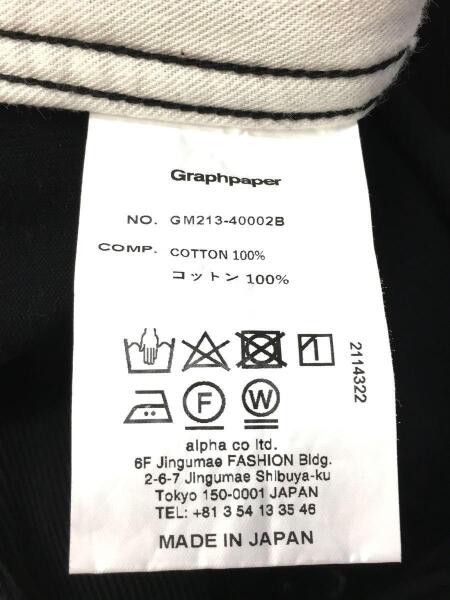 Graphpaper
NO. GM213-40002B
COMP. COTTON 100%
コットン 100%
2114322
F
W
alpha co ltd.
6F Jingumae FASHION Bldg.
2-6-7 Jingumae Shibuya-ku
Tokyo 150-0001 JAPAN
TEL: +81 3 54 13 35 46
MADE IN JAPAN